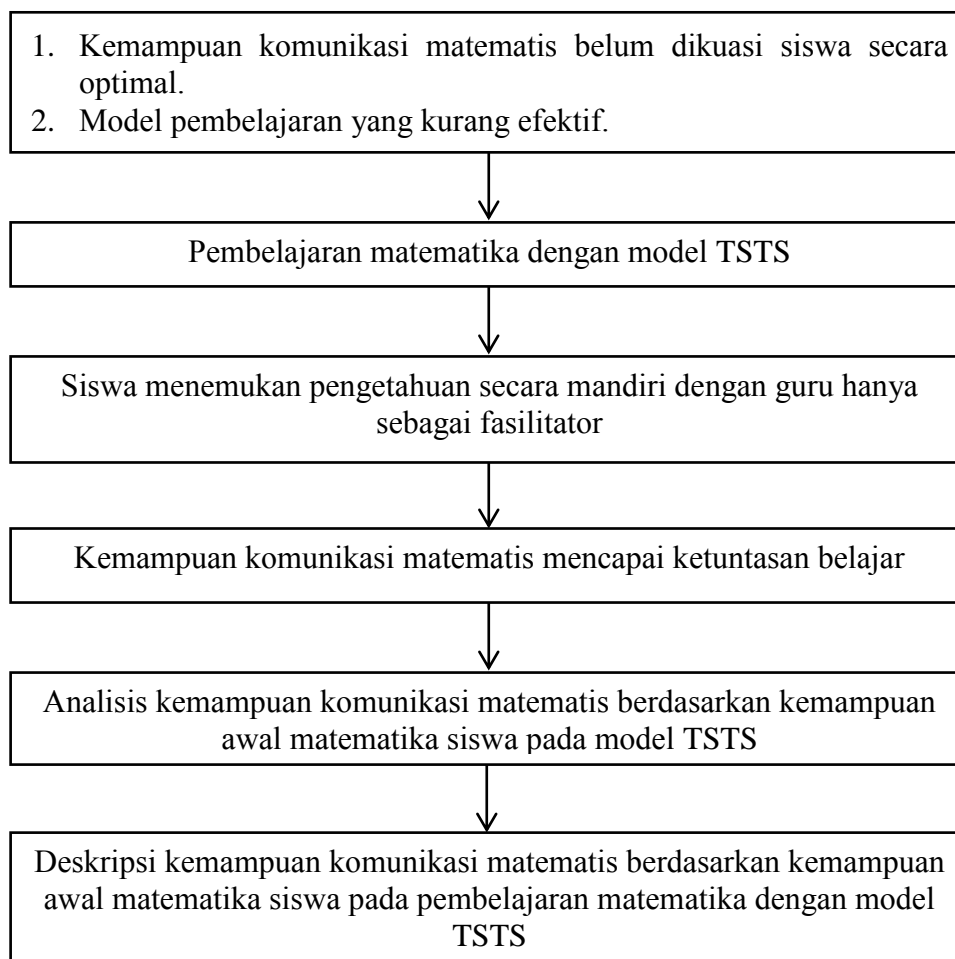 1. Kemampuan komunikasi matematis belum dikuasi siswa secara
optimal.
2. Model pembelajaran yang kurang efektif.
Pembelajaran matematika dengan model TSTS
Siswa menemukan pengetahuan secara mandiri dengan guru hanya
sebagai fasilitator
Kemampuan komunikasi matematis mencapai ketuntasan belajar
Analisis kemampuan komunikasi matematis berdasarkan kemampuan
awal matematika siswa pada model TSTS
Deskripsi kemampuan komunikasi matematis berdasarkan kemampuan
awal matematika siswa pada pembelajaran matematika dengan model
TSTS